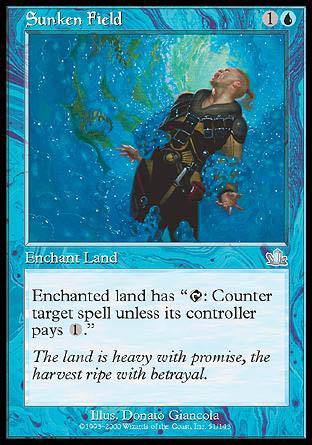 Sunken Field 1
Enchant Land
Enchanted land has “: Counter
target spell unless its controller
pays 1.”
The land is heavy with promise, the
harvest ripe with betrayal.
Illus. Donato Giancola
©1993-2000 Wizards of the Coast, Inc. 51/143